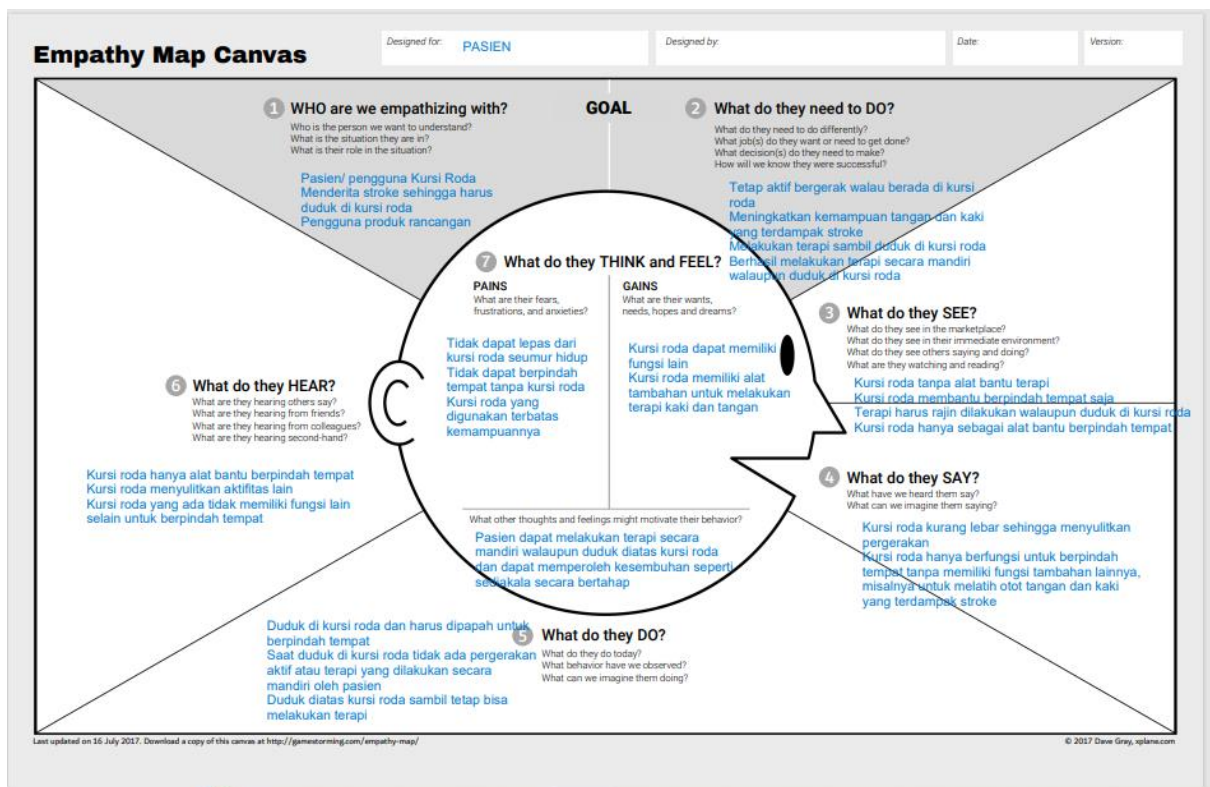 Empathy Map Canvas
Designed for:
PASIEN
Designed by:
Date:
Version:
1 WHO are we empathizing with?
Who is the person we want to understand?
What is the situation they are in?
What is their role in the situation?
Pasien/ pengguna Kursi Roda
Menderita stroke sehingga harus
duduk di kursi roda
Pengguna produk rancangan
GOAL
2 What do they need to DO?
What do they need to do differently?
What job(s) do they want or need to get done?
What decision(s) do they need to make?
How will we know they were successful?
Tetap aktif bergerak walau berada di kursi
roda
Meningkatkan kemampuan tangan dan kaki
yang terdampak stroke
Melakukan terapi sambil duduk di kursi roda
Berhasil melakukan terapi secara mandiri
walaupun duduk di kursi roda
7 What do they THINK and FEEL?
PAINS
What are their fears,
frustrations, and anxieties?
Tidak dapat lepas dari
kursi roda seumur hidup
Tidak dapat berpindah
tempat tanpa kursi roda
Kursi roda yang
digunakan terbatas
kemampuannya
GAINS
What are their wants,
needs, hopes and dreams?
Kursi roda dapat memiliki
fungsi lain
Kursi roda memiliki alat
tambahan untuk melakukan
terapi kaki dan tangan
What other thoughts and feelings might motivate their behavior?
Pasien dapat melakukan terapi secara
mandiri walaupun duduk diatas kursi roda
dan dapat memperoleh kesembuhan seperti
sediakala secara bertahap
3 What do they SEE?
What do they see in the marketplace?
What do they see in their immediate environment?
What do they see others saying and doing?
What are they watching and reading?
Kursi roda tanpa alat bantu terapi
Kursi roda membantu berpindah tempat saja
Terapi harus rajin dilakukan walaupun duduk di kursi roda
Kursi roda hanya sebagai alat bantu berpindah tempat
6 What do they HEAR?
What are they hearing others say?
What are they hearing from friends?
What are they hearing from colleagues?
What are they hearing second-hand?
Kursi roda hanya alat bantu berpindah tempat
Kursi roda menyulitkan aktifitas lain
Kursi roda yang ada tidak memiliki fungsi lain
selain untuk berpindah tempat
4 What do they SAY?
What have we heard them say?
What can we imagine them saying?
Kursi roda kurang lebar sehingga menyulitkan
pergerakan
Kursi roda hanya berfungsi untuk berpindah
tempat tanpa memiliki fungsi tambahan lainnya,
misalnya untuk melatih otot tangan dan kaki
yang terdampak stroke
5 What do they DO?
What do they do today?
What behavior have we observed?
What can we imagine them doing?
Duduk di kursi roda dan harus dipapah untuk
berpindah tempat
Saat duduk di kursi roda tidak ada pergerakan
aktif atau terapi yang dilakukan secara
mandiri oleh pasien
Duduk diatas kursi roda sambil tetap bisa
melakukan terapi
Last updated on 16 July 2017. Download a copy of this canvas at http://gamestorming.com/empathy-map/
© 2017 Dave Gray, xplane.com